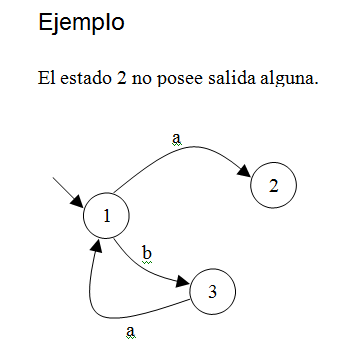 Ejemplo
El estado 2 no posee salida alguna.
a
2
1
b
3
a